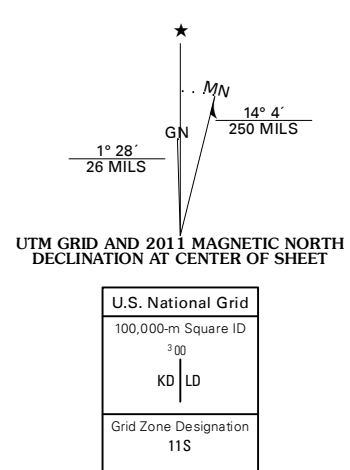 ★
MN
GN
14° 4´
250 MILS
1° 28´
26 MILS
UTM GRID AND 2011 MAGNETIC NORTH
DECLINATION AT CENTER OF SHEET
U.S. National Grid
100,000-m Square ID
³00
KD LD
Grid Zone Designation
11S